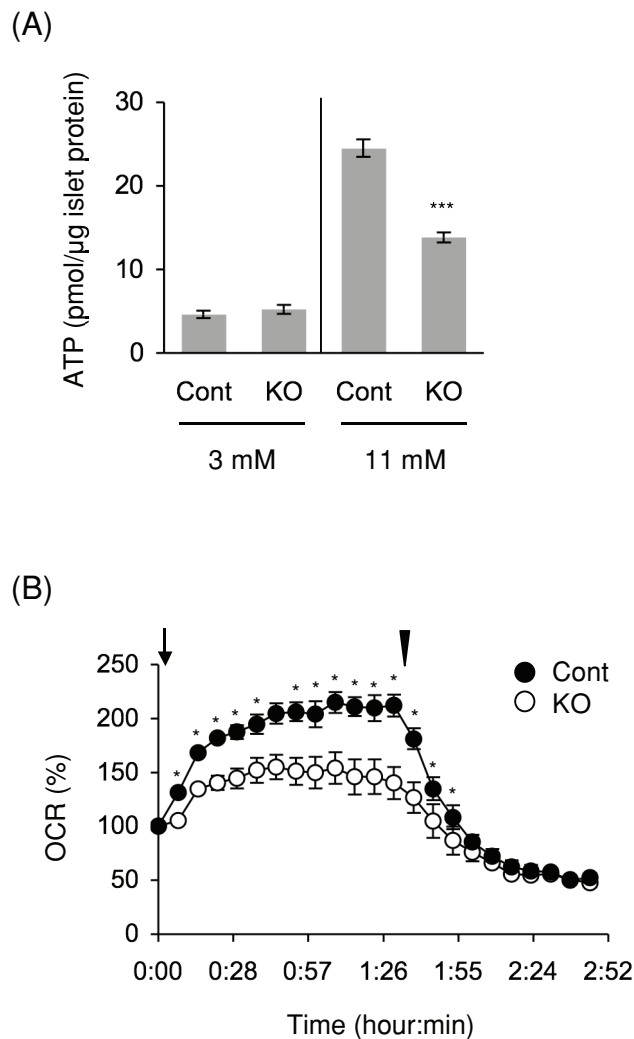 (A)
30
20
10
0
ATP (pmol/µg islet protein)
***
Cont KO Cont KO
3 mM 11 mM
(B)
250
200
150
100
50
0
OCR (%)
* * * * * * * * * * * * * * *
Cont
KO
0:00 0:28 0:57 1:26 1:55 2:24 2:52
Time (hour:min)